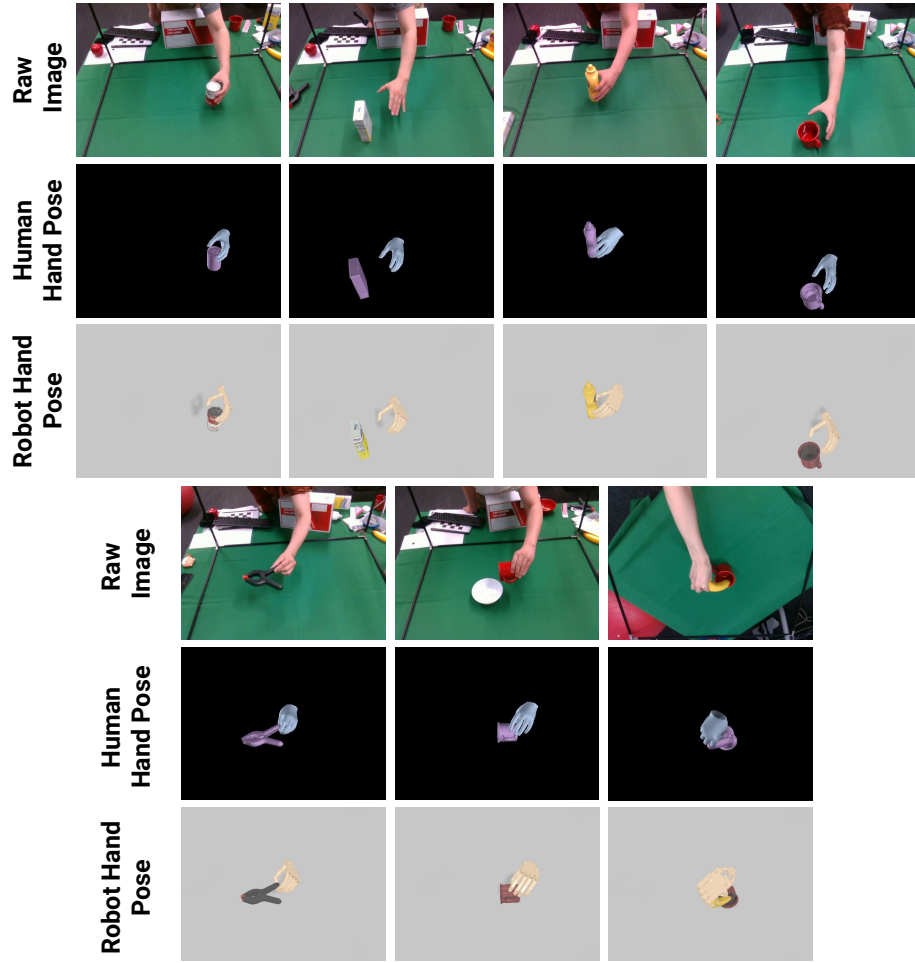 Raw
Image
Human
Hand Pose
Robot Hand
Pose
Raw
Image
Human
Hand Pose
Robot Hand
Pose